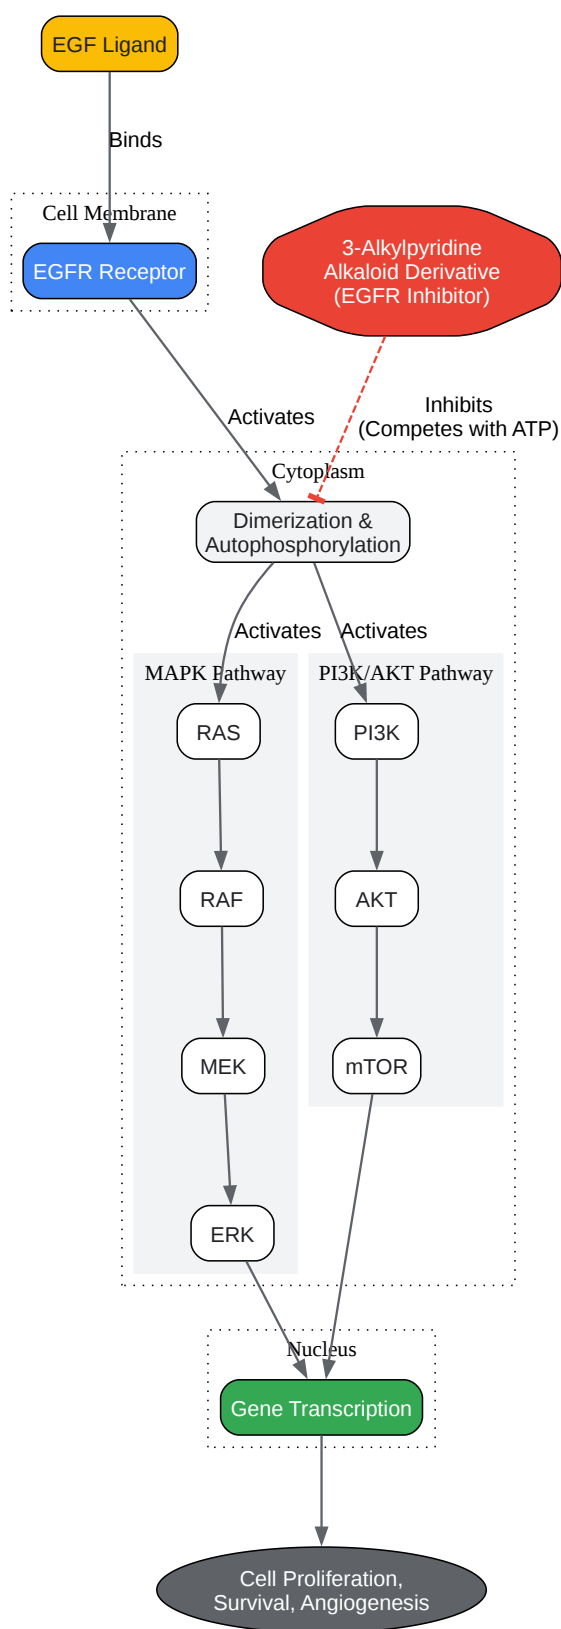 EGF Ligand
Binds
Cell Membrane
EGFR Receptor
3-Alkylpyridine
Alkaloid Derivative
(EGFR Inhibitor)
Activates
Inhibits
(Competes with ATP)
Cytoplasm
Dimerization &
Autophosphorylation
Activates
Activates
MAPK Pathway
PI3K/AKT Pathway
RAS
PI3K
RAF
AKT
MEK
mTOR
ERK
Nucleus
Gene Transcription
Cell Proliferation,
Survival, Angiogenesis